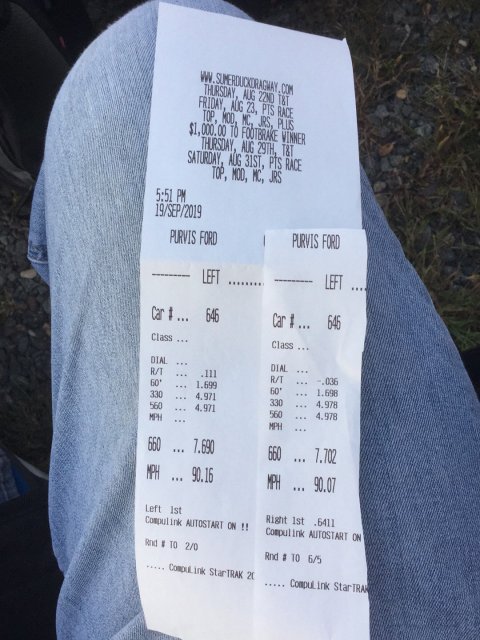 WWW.SUMERDUCKDRAGWAY.COM
THURSDAY, AUG 22ND T&T
FRIDAY, AUG 23, PTS RACE
TOP, MOD, MC, JRS, PLUS
$1,000.00 TO FOOTBRAKE WINNER
THURSDAY, AUG 29TH, T&T
SATURDAY, AUG 31ST, PTS RACE
TOP, MOD, MC, JRS
5:51 PM
19/SEP/2019
PURVIS FORD
--------- LEFT .........
Car # ... 646
Class ...
DIAL ...
R/T ... .111
60' ... 1.699
330 ... 4.971
560 ... 4.971
MPH ...
660 ... 7.690
MPH ... 90.16
Left 1st
Compulink AUTOSTART ON !!
Rnd # TO 2/0
..... CompuLink StarTRAK 20
PURVIS FORD
--------- LEFT ....
Car # ... 646
Class ...
DIAL ...
R/T ... -.036
60' ... 1.698
330 ... 4.978
560 ... 4.978
MPH ...
660 ... 7.702
MPH ... 90.07
Right 1st .6411
Compulink AUTOSTART ON
Rnd # TO 6/5
..... CompuLink StarTRAK